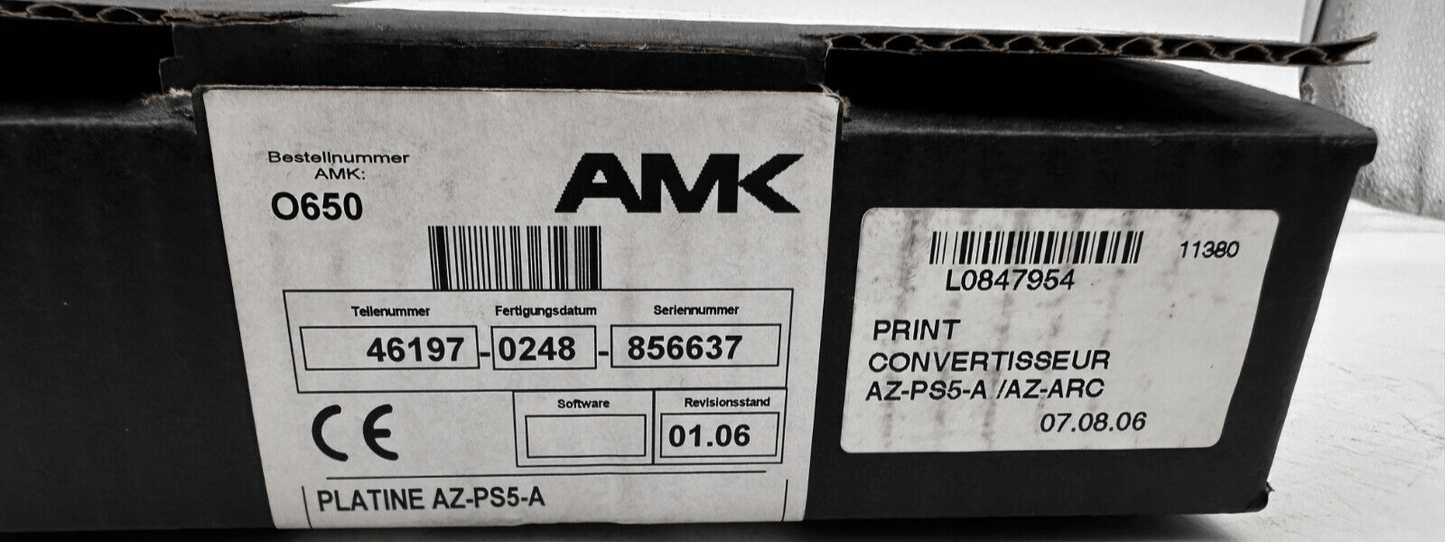 Bestellnummer
AMK:
O650
AMK
Teilenummer Fertigungsdatum Seriennummer
46197-0248-856637
CE
Software Revisionsstand
01.06
PLATINE AZ-PS5-A
11380
L0847954
PRINT
CONVERTISSEUR
AZ-PS5-A /AZ-ARC
07.08.06